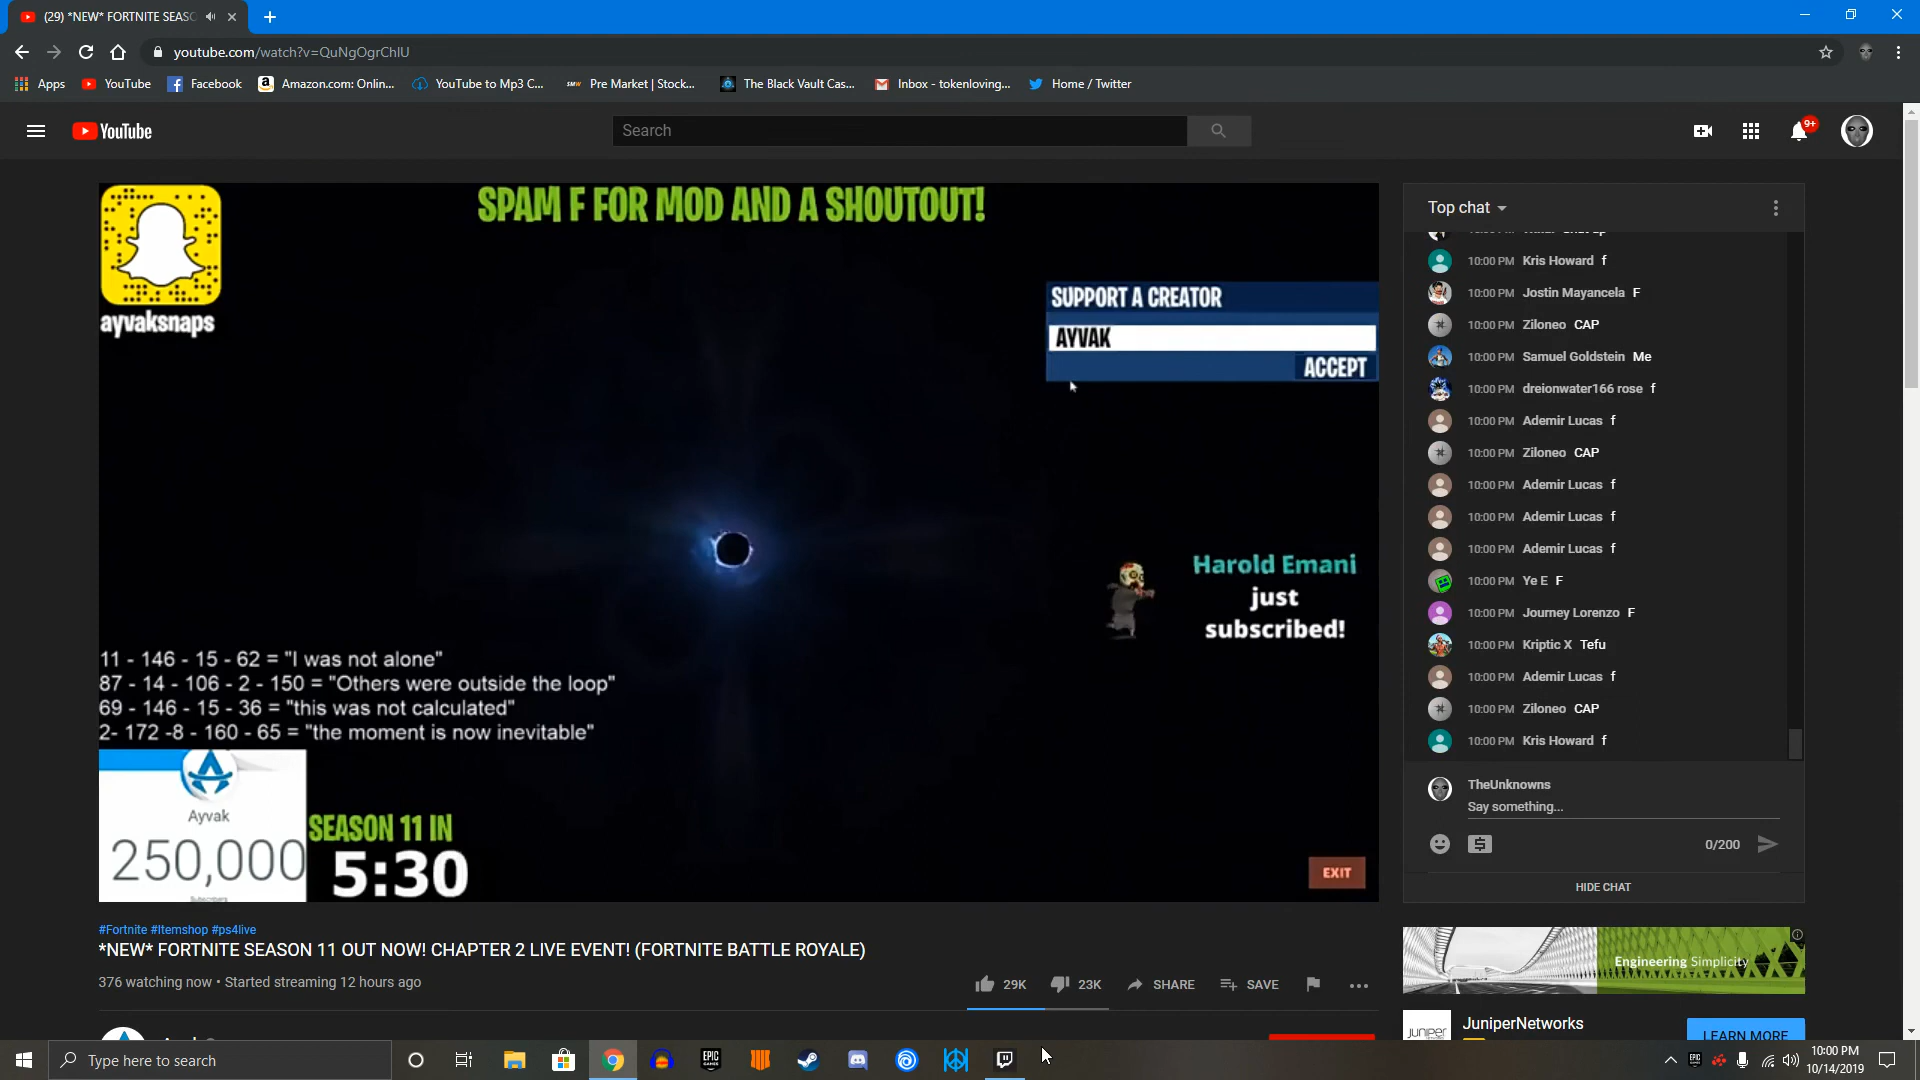 (29) *NEW* FORTNITE SEASO
youtube.com/watch?v=QuNgOgrChIU
Apps
YouTube
Facebook
Amazon.com: Onlin...
YouTube to Mp3 C...
Pre Market | Stock...
The Black Vault Cas...
Inbox - tokenloving...
Home / Twitter
YouTube
Search
9+
SPAM F FOR MOD AND A SHOUTOUT!
ayvaksnaps
SUPPORT A CREATOR
AYVAK
ACCEPT
Harold Emani
just
subscribed!
11 - 146 - 15 - 62 = "I was not alone"
87 - 14 - 106 - 2 - 150 = "Others were outside the loop"
69 - 146 - 15 - 36 = "this was not calculated"
2- 172 -8 - 160 - 65 = "the moment is now inevitable"
Ayvak
250,000
Subscribers
SEASON 11 IN
5:30
EXIT
Top chat
10:00 PM Kris Howard f
10:00 PM Jostin Mayancela F
10:00 PM Ziloneo CAP
10:00 PM Samuel Goldstein Me
10:00 PM dreionwater166 rose f
10:00 PM Ademir Lucas f
10:00 PM Ziloneo CAP
10:00 PM Ademir Lucas f
10:00 PM Ademir Lucas f
10:00 PM Ademir Lucas f
10:00 PM Ye E F
10:00 PM Journey Lorenzo F
10:00 PM Kriptic X Tefu
10:00 PM Ademir Lucas f
10:00 PM Ziloneo CAP
10:00 PM Kris Howard f
TheUnknowns
Say something...
0/200
HIDE CHAT
#Fortnite #Itemshop #ps4live
*NEW* FORTNITE SEASON 11 OUT NOW! CHAPTER 2 LIVE EVENT! (FORTNITE BATTLE ROYALE)
376 watching now • Started streaming 12 hours ago
29K
23K
SHARE
SAVE
Engineering Simplicity
JUNIPER
JuniperNetworks
LEARN MORE
Type here to search
EPIC
10:00 PM
10/14/2019